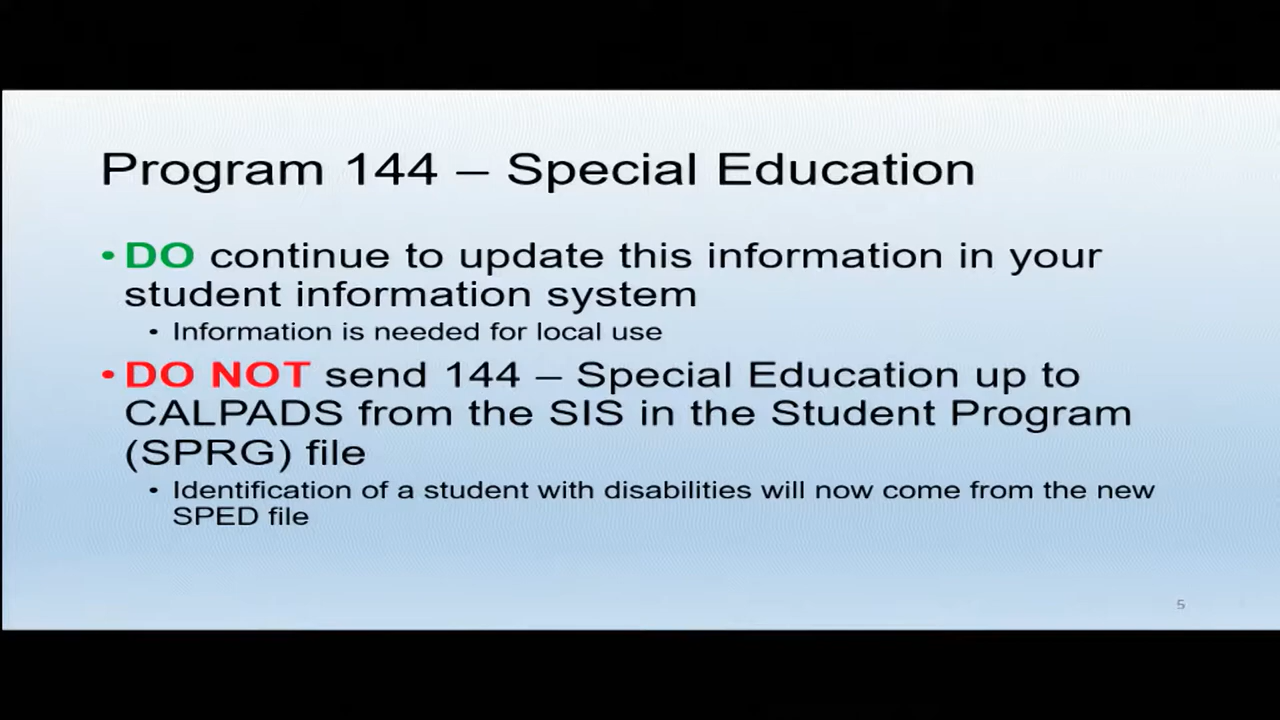 Program 144 – Special Education
• DO continue to update this information in your
student information system
• Information is needed for local use
• DO NOT send 144 – Special Education up to
CALPADS from the SIS in the Student Program
(SPRG) file
• Identification of a student with disabilities will now come from the new
SPED file
5